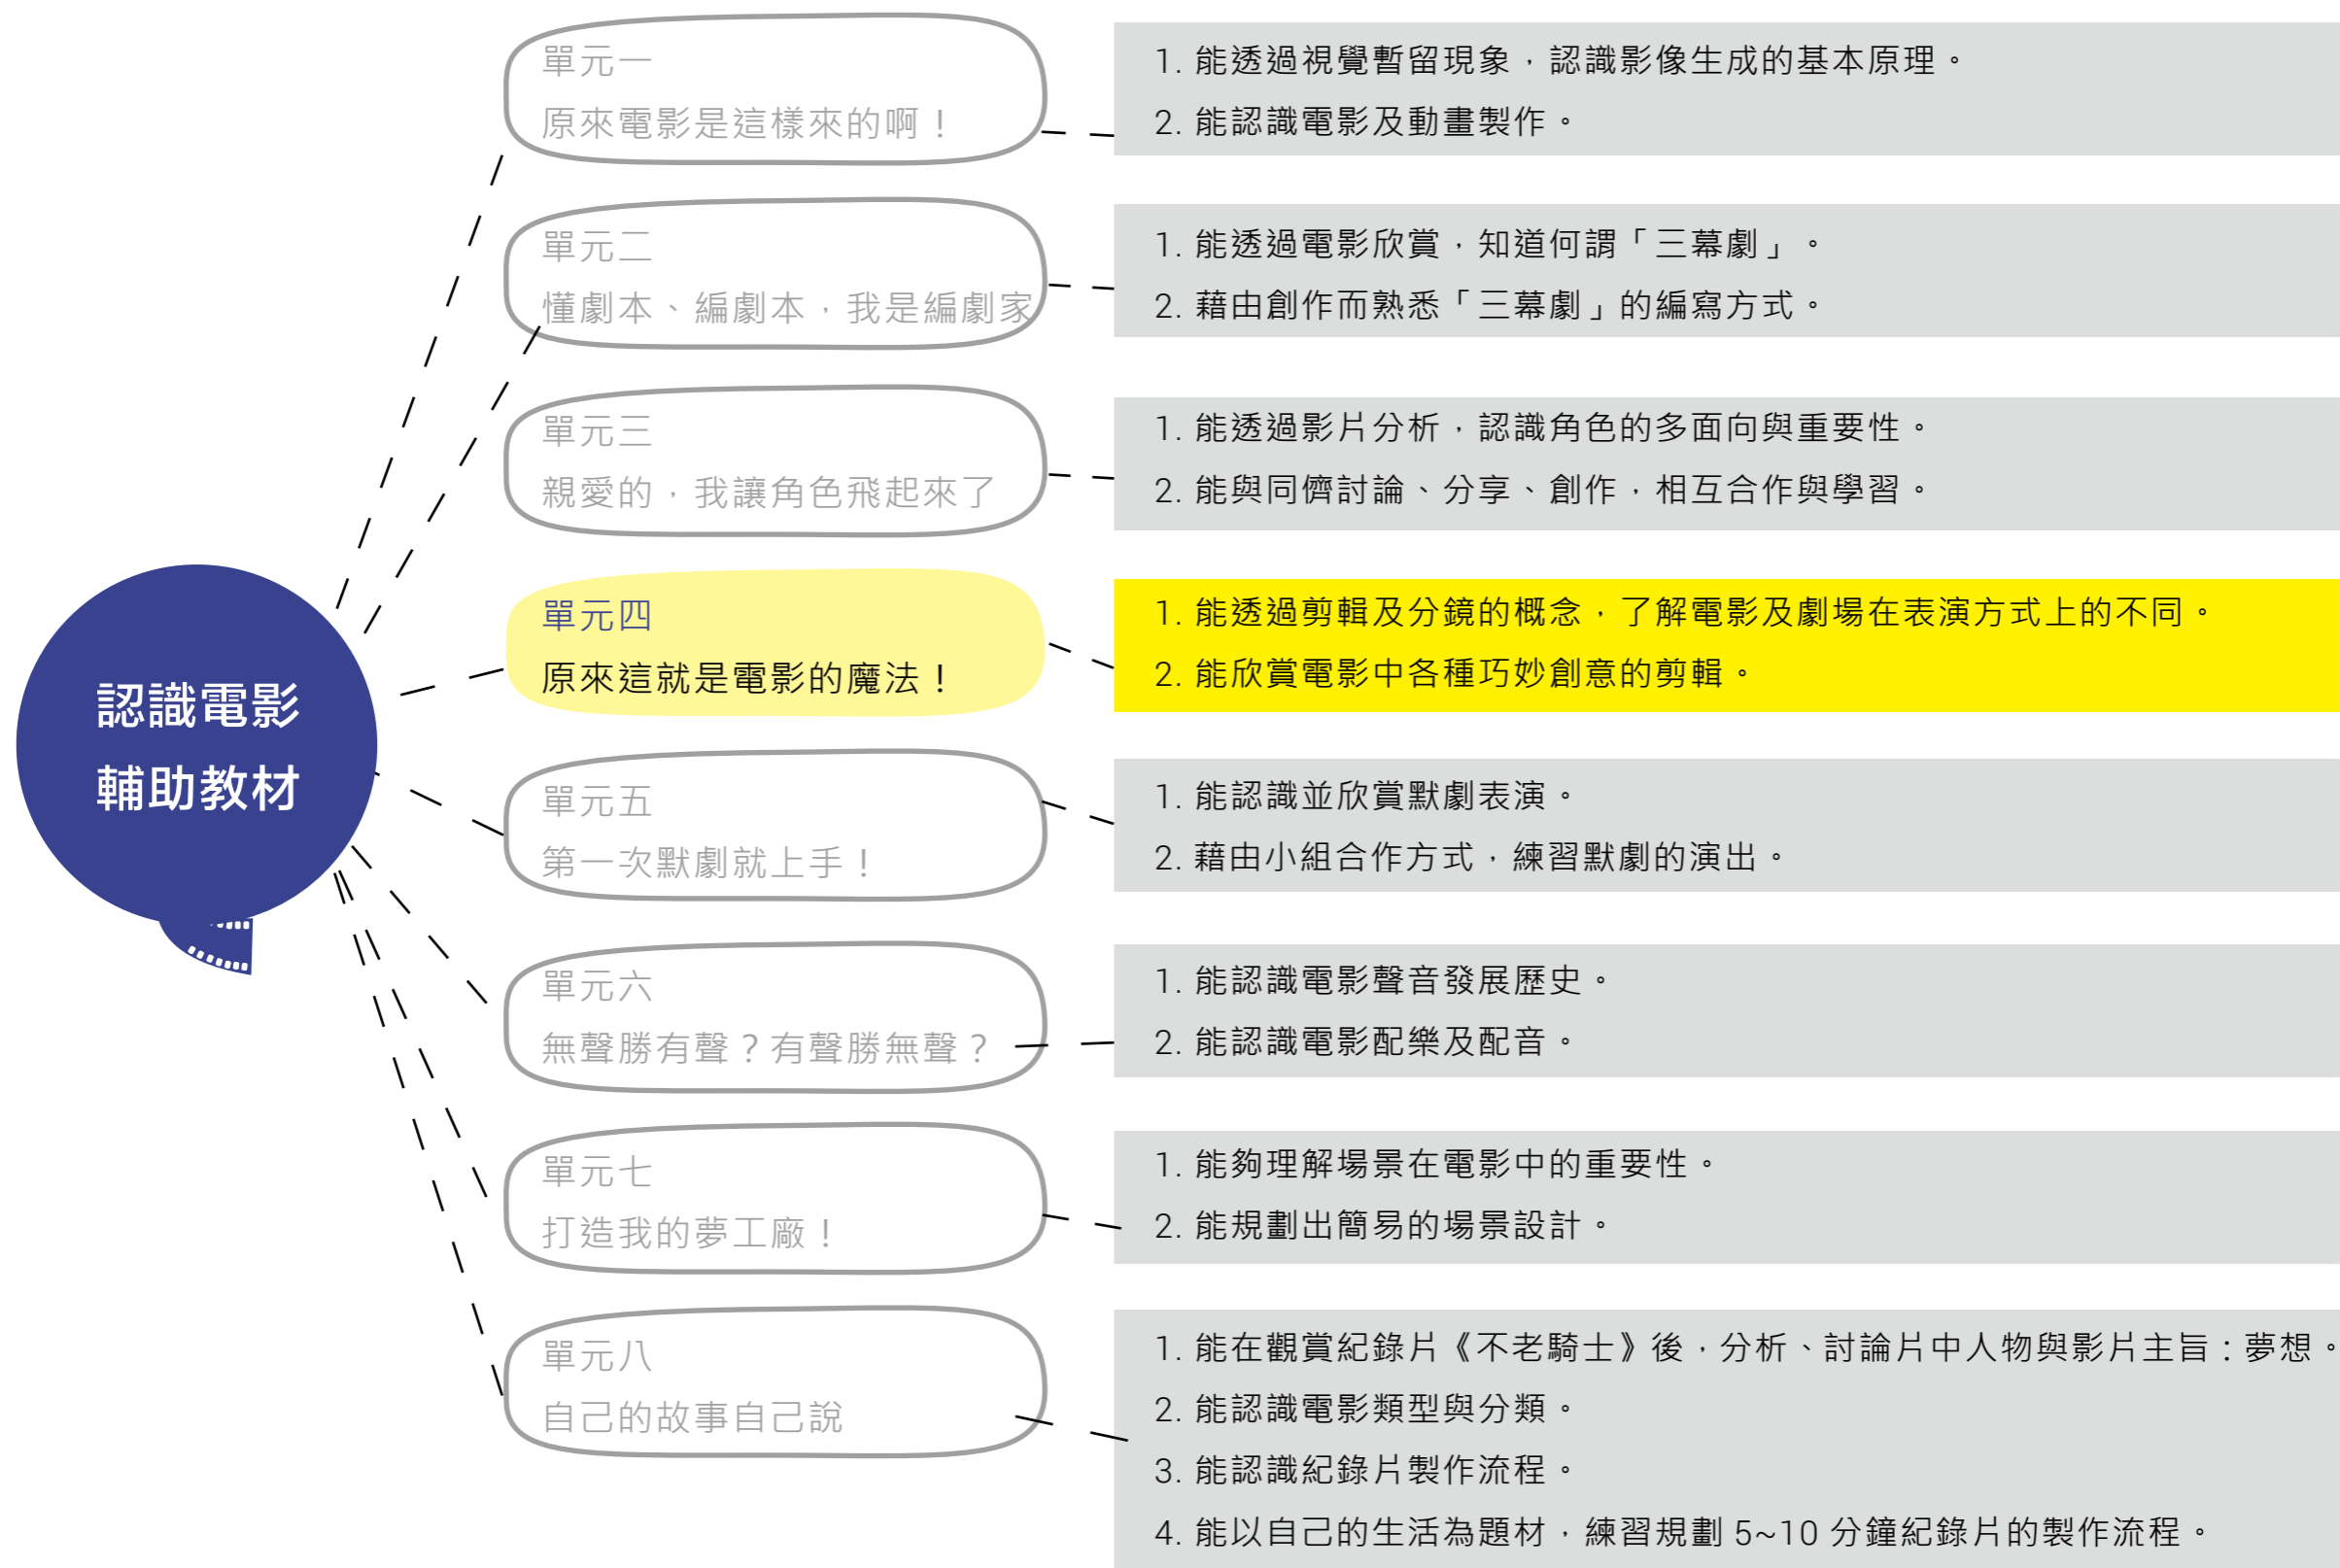 認識電影
輔助教材
單元一
原來電影是這樣來的啊！
1. 能透過視覺暫留現象，認識影像生成的基本原理。
2. 能認識電影及動畫製作。
單元二
懂劇本、編劇本，我是編劇家
1. 能透過電影欣賞，知道何謂「三幕劇」。
2. 藉由創作而熟悉「三幕劇」的編寫方式。
單元三
親愛的，我讓角色飛起來了
1. 能透過影片分析，認識角色的多面向與重要性。
2. 能與同儕討論、分享、創作，相互合作與學習。
單元四
原來這就是電影的魔法！
1. 能透過剪輯及分鏡的概念，了解電影及劇場在表演方式上的不同。
2. 能欣賞電影中各種巧妙創意的剪輯。
單元五
第一次默劇就上手！
1. 能認識並欣賞默劇表演。
2. 藉由小組合作方式，練習默劇的演出。
單元六
無聲勝有聲？有聲勝無聲？
1. 能認識電影聲音發展歷史。
2. 能認識電影配樂及配音。
單元七
打造我的夢工廠！
1. 能夠理解場景在電影中的重要性。
2. 能規劃出簡易的場景設計。
單元八
自己的故事自己說
1. 能在觀賞紀錄片《不老騎士》後，分析、討論片中人物與影片主旨：夢想。
2. 能認識電影類型與分類。
3. 能認識紀錄片製作流程。
4. 能以自己的生活為題材，練習規劃 5~10 分鐘紀錄片的製作流程。